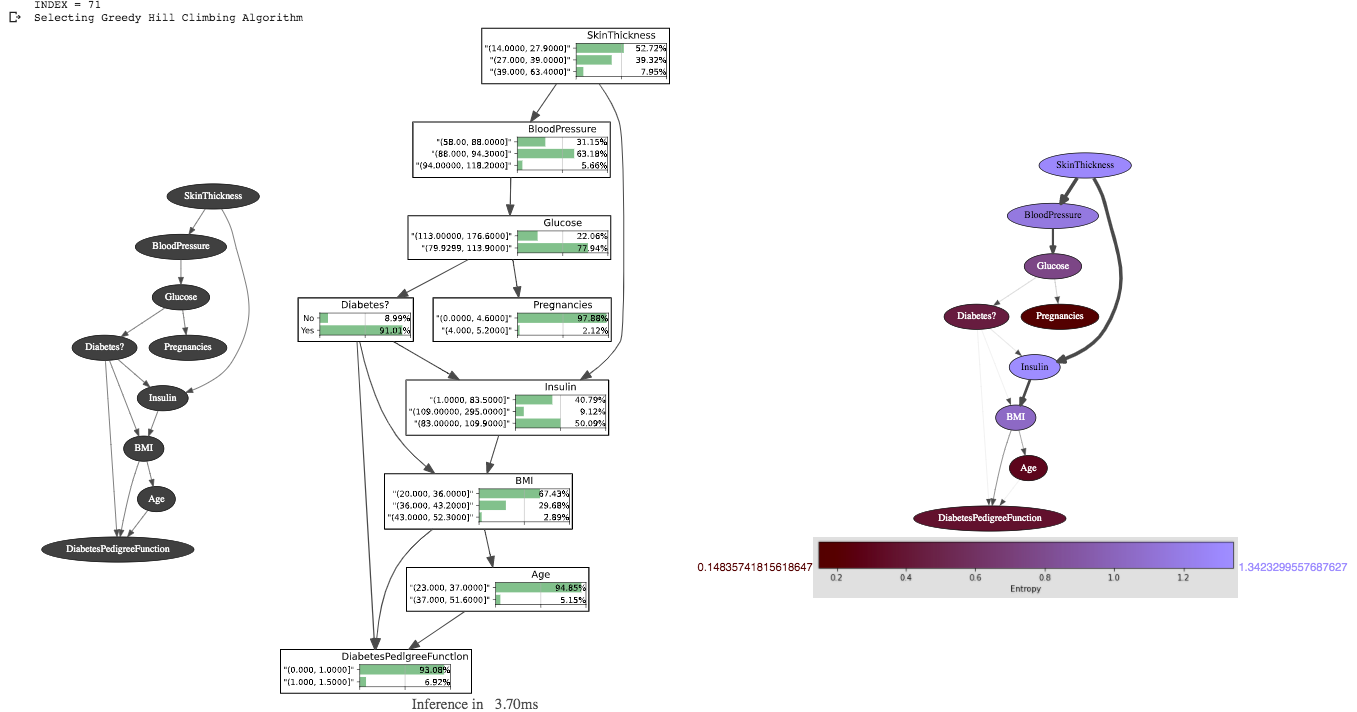 INDEX = 71
Selecting Greedy Hill Climbing Algorithm
SkinThickness
BloodPressure
Glucose
Diabetes?
Pregnancies
Insulin
BMI
Age
DiabetesPedigreeFunction
SkinThickness
"(14.0000, 27.9000]" 52.72%
"(27.000, 39.0000]" 39.32%
"(39.000, 63.4000]" 7.95%
BloodPressure
"(58.00, 88.0000]" 31.15%
"(88.000, 94.3000]" 63.18%
"(94.00000, 118.2000]" 5.66%
Glucose
"(113.00000, 176.6000]" 22.06%
"(79.9299, 113.9000]" 77.94%
Diabetes?
No 8.99%
Yes 91.01%
Pregnancies
"(0.0000, 4.6000]" 97.88%
"(4.000, 5.2000]" 2.12%
Insulin
"(1.0000, 83.5000]" 40.79%
"(109.00000, 295.0000]" 9.12%
"(83.00000, 109.9000]" 50.09%
BMI
"(20.000, 36.0000]" 67.43%
"(36.000, 43.2000]" 29.68%
"(43.000, 52.3000]" 2.89%
Age
"(23.000, 37.0000]" 94.85%
"(37.000, 51.6000]" 5.15%
DiabetesPedigreeFunction
"(0.000, 1.0000]" 93.08%
"(1.000, 1.5000]" 6.92%
Inference in 3.70ms
SkinThickness
BloodPressure
Glucose
Diabetes?
Pregnancies
Insulin
BMI
Age
DiabetesPedigreeFunction
0.14835741815618647
1.3423299557687627
0.2 0.4 0.6 0.8 1.0 1.2
Entropy